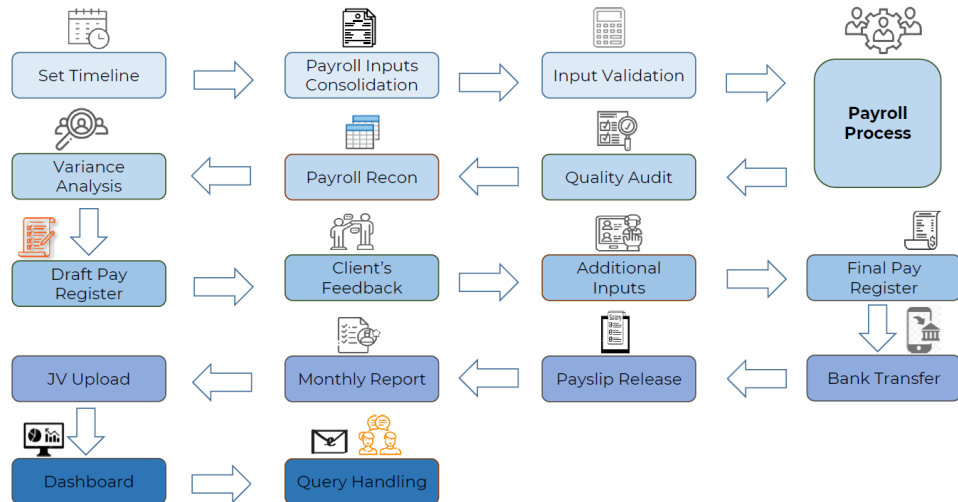 Set Timeline
Payroll Inputs
Consolidation
Input Validation
Payroll
Process
Variance
Analysis
Payroll Recon
Quality Audit
Draft Pay
Register
Client's
Feedback
Additional
Inputs
Final Pay
Register
JV Upload
Monthly Report
Salary
Payslip Release
Bank Transfer
Dashboard
Query Handling